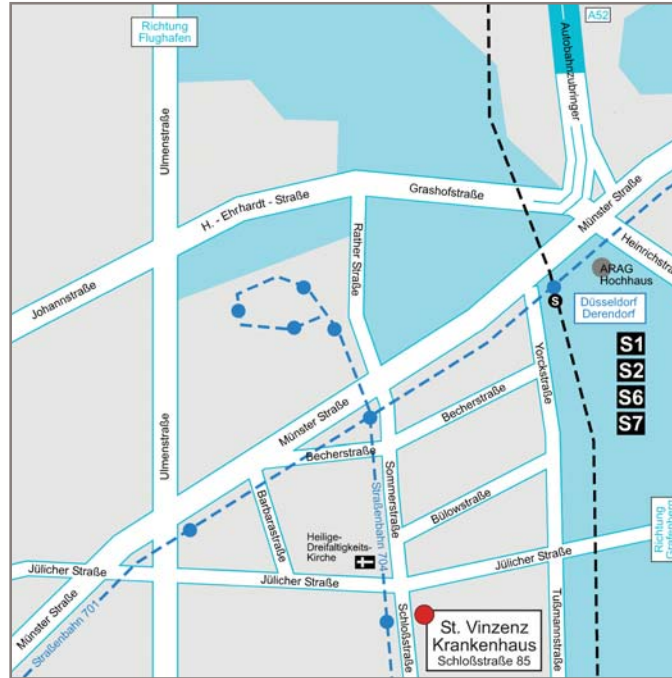 Richtung
Flughafen
A52
Autobahnzubringer
Ulmenstraße
Grashofstraße
H. - Ehrhardt - Straße
Münster Straße
Rather Straße
Johannstraße
ARAG
Hochhaus
S
Düsseldorf
Derendorf
S1
S2
S6
S7
Yorckstraße
Münster Straße
Becherstraße
Becherstraße
Ulmenstraße
Sommerstraße
Barbarastraße
Straßenbahn 704
Bülowstraße
Heilige-
Dreifaltigkeits-
Kirche
Richtung
Grafenberg
Jülicher Straße
Jülicher Straße
Jülicher Straße
Münster Straße
Straßenbahn 701
Schloßstraße
Tußmannstraße
St. Vinzenz
Krankenhaus
Schloßstraße 85